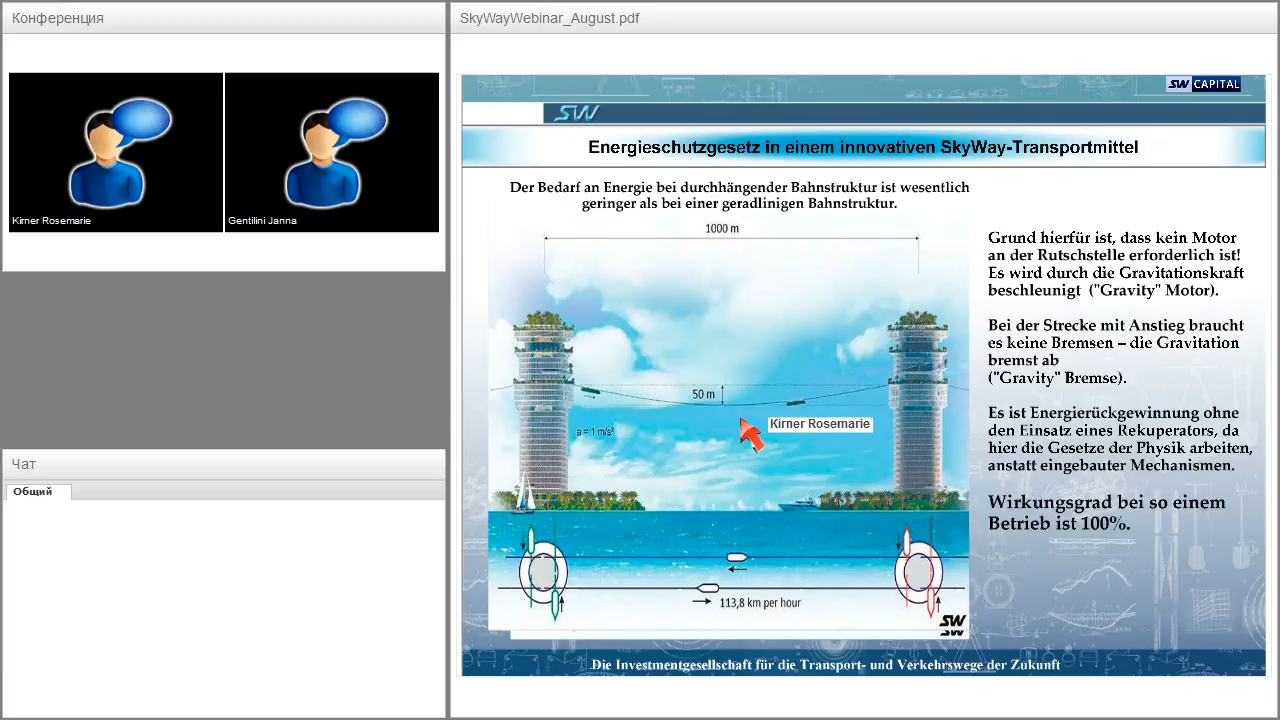 Конференция
Kirner Rosemarie
Gentilini Janna
Чат
Общий
SkyWayWebinar_August.pdf
SW CAPITAL
SW
Energieschutzgesetz in einem innovativen SkyWay-Transportmittel
Der Bedarf an Energie bei durchhängender Bahnstruktur ist wesentlich
geringer als bei einer geradlinigen Bahnstruktur.
1000 m
50 m
a = 1 m/s²
Kirner Rosemarie
113,8 km per hour
SW
SW
Grund hierfür ist, dass kein Motor
an der Rutschstelle erforderlich ist!
Es wird durch die Gravitationskraft
beschleunigt ("Gravity" Motor).
Bei der Strecke mit Anstieg braucht
es keine Bremsen – die Gravitation
bremst ab
("Gravity" Bremse).
Es ist Energierückgewinnung ohne
den Einsatz eines Rekuperators, da
hier die Gesetze der Physik arbeiten,
anstatt eingebauter Mechanismen.
Wirkungsgrad bei so einem
Betrieb ist 100%.
Die Investmentgesellschaft für die Transport- und Verkehrswege der Zukunft